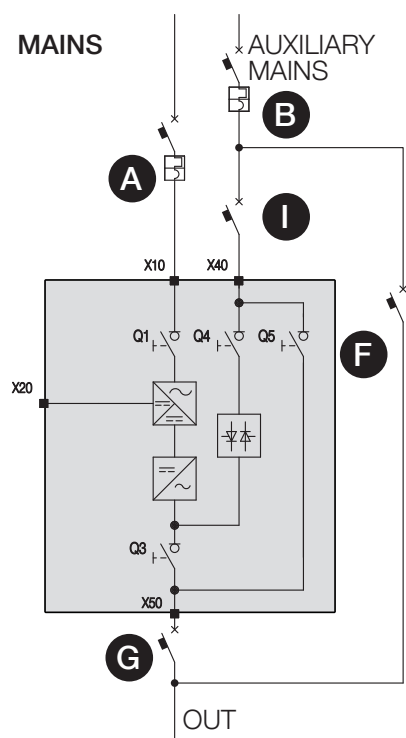 MAINS
AUXILIARY
MAINS
B
A
I
X10
X40
Q1
Q4
Q5
F
X20
Q3
X50
G
OUT